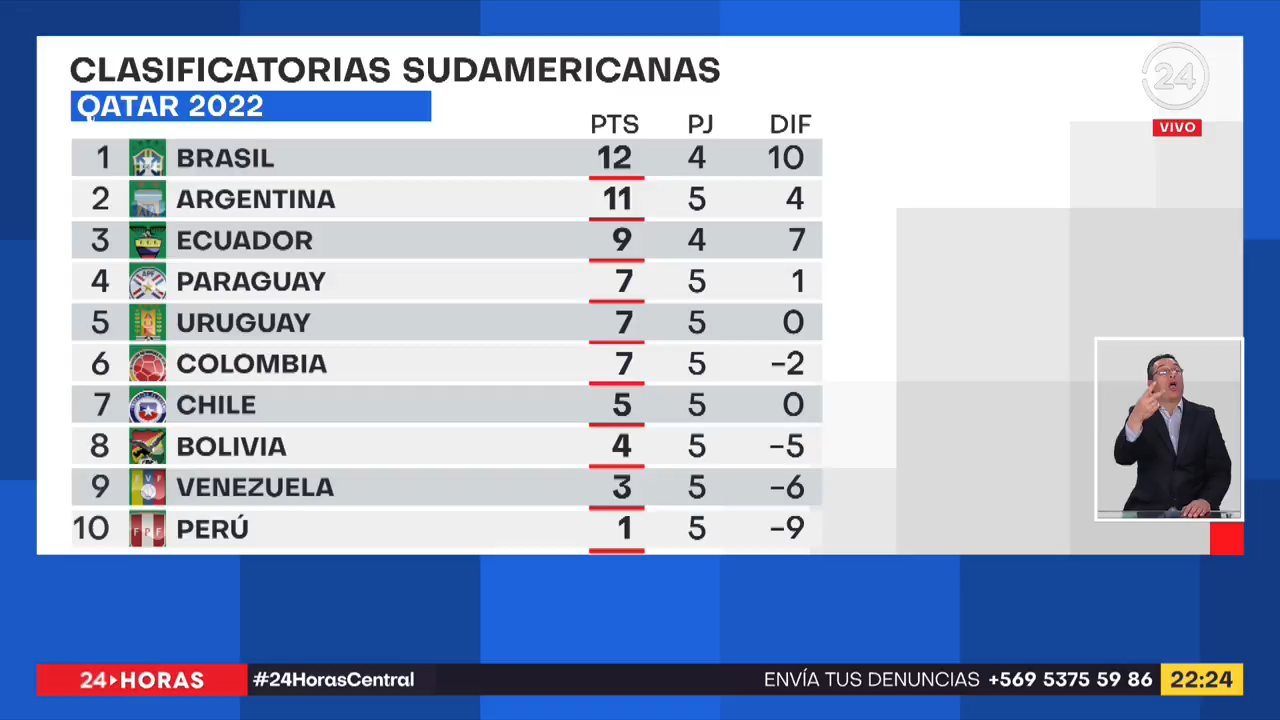 CLASIFICATORIAS SUDAMERICANAS
24
QATAR 2022
VIVO
PTS PJ DIF
1 BRASIL 12 4 10
2 ARGENTINA 11 5 4
3 ECUADOR 9 4 7
4 PARAGUAY 7 5 1
5 URUGUAY 7 5 0
6 COLOMBIA 7 5 -2
7 CHILE 5 5 0
8 BOLIVIA 4 5 -5
9 VENEZUELA 3 5 -6
10 PERÚ 1 5 -9
24 HORAS #24HorasCentral ENVÍA TUS DENUNCIAS +569 5375 59 86 22:24